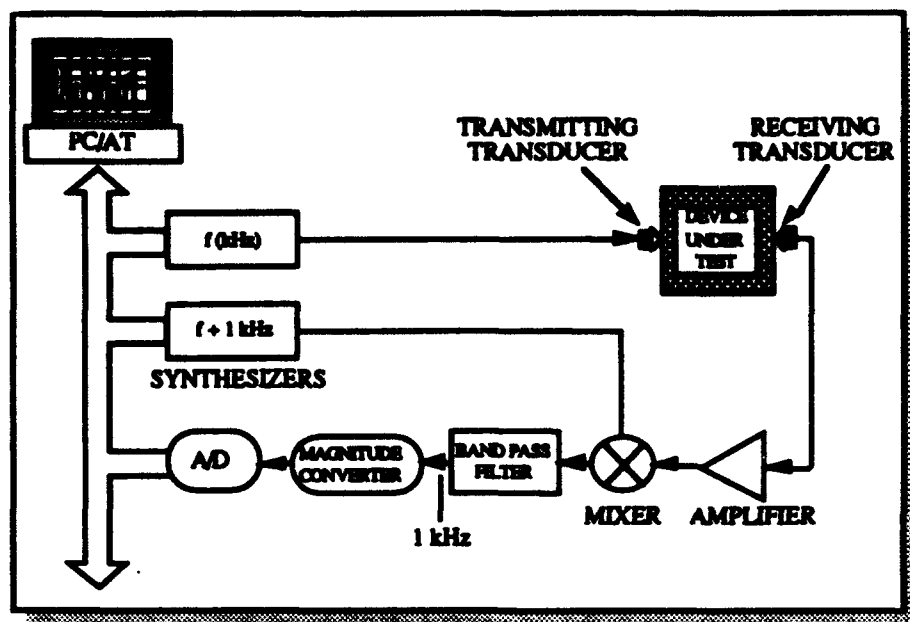 PC/AT
TRANSMITTING
TRANSDUCER
RECEIVING
TRANSDUCER
f (kHz)
DEVICE
UNDER
TEST
f + 1 kHz
SYNTHESIZERS
A/D
MAGNITUDE
CONVERTER
BAND PASS
FILTER
MIXER
AMPLIFIER
1 kHz